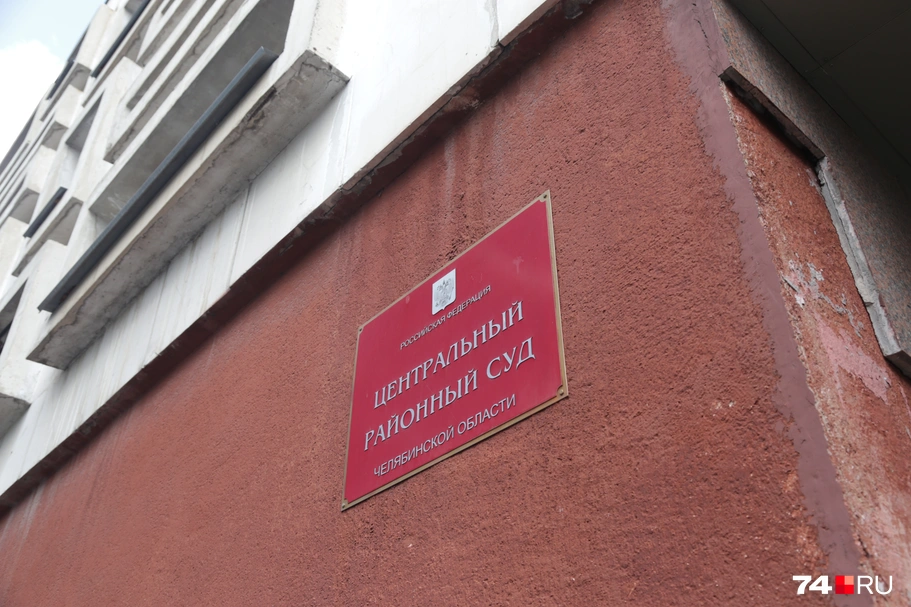 РОССИЙСКАЯ ФЕДЕРАЦИЯ
ЦЕНТРАЛЬНЫЙ
РАЙОННЫЙ СУД
ЧЕЛЯБИНСКОЙ ОБЛАСТИ
74 RU